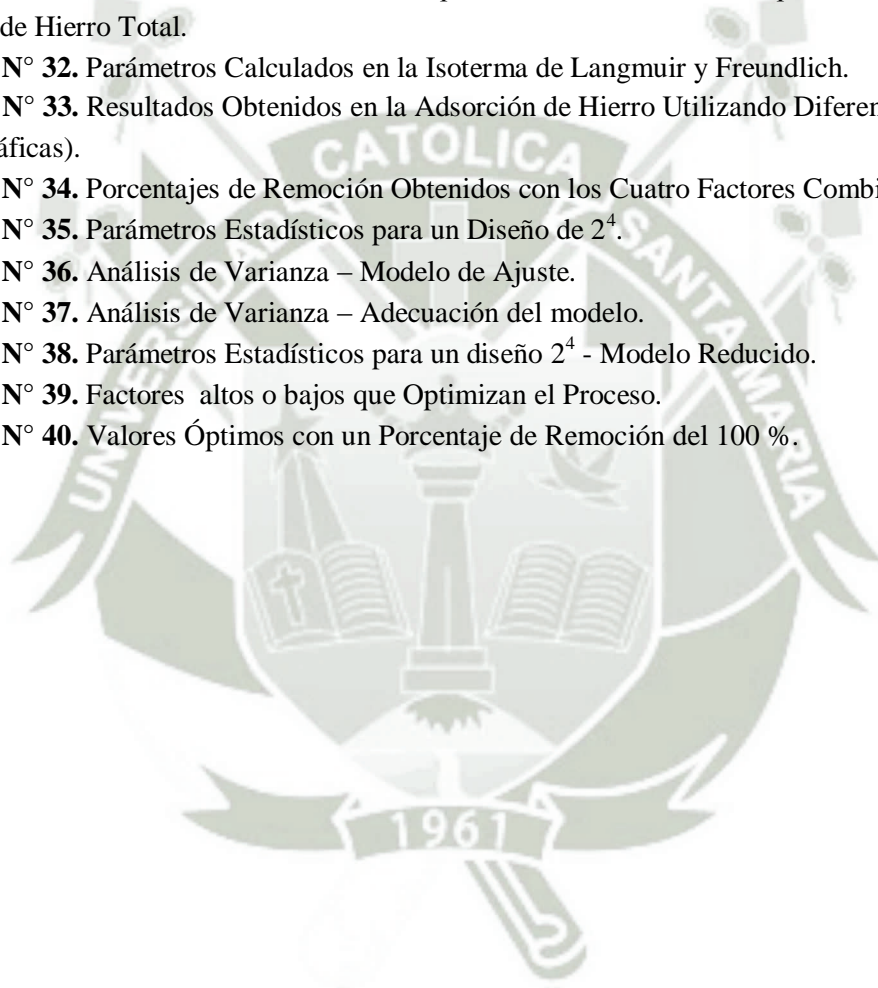 de Hierro Total.
N° 32. Parámetros Calculados en la Isoterma de Langmuir y Freundlich.
N° 33. Resultados Obtenidos en la Adsorción de Hierro Utilizando Diferen
áficas).
N° 34. Porcentajes de Remoción Obtenidos con los Cuatro Factores Combi
N° 35. Parámetros Estadísticos para un Diseño de 2⁴.
N° 36. Análisis de Varianza – Modelo de Ajuste.
N° 37. Análisis de Varianza – Adecuación del modelo.
N° 38. Parámetros Estadísticos para un diseño 2⁴ - Modelo Reducido.
N° 39. Factores altos o bajos que Optimizan el Proceso.
N° 40. Valores Óptimos con un Porcentaje de Remoción del 100 %.
UNIVERSIDAD CATOLICA SANTA MARIA
1961